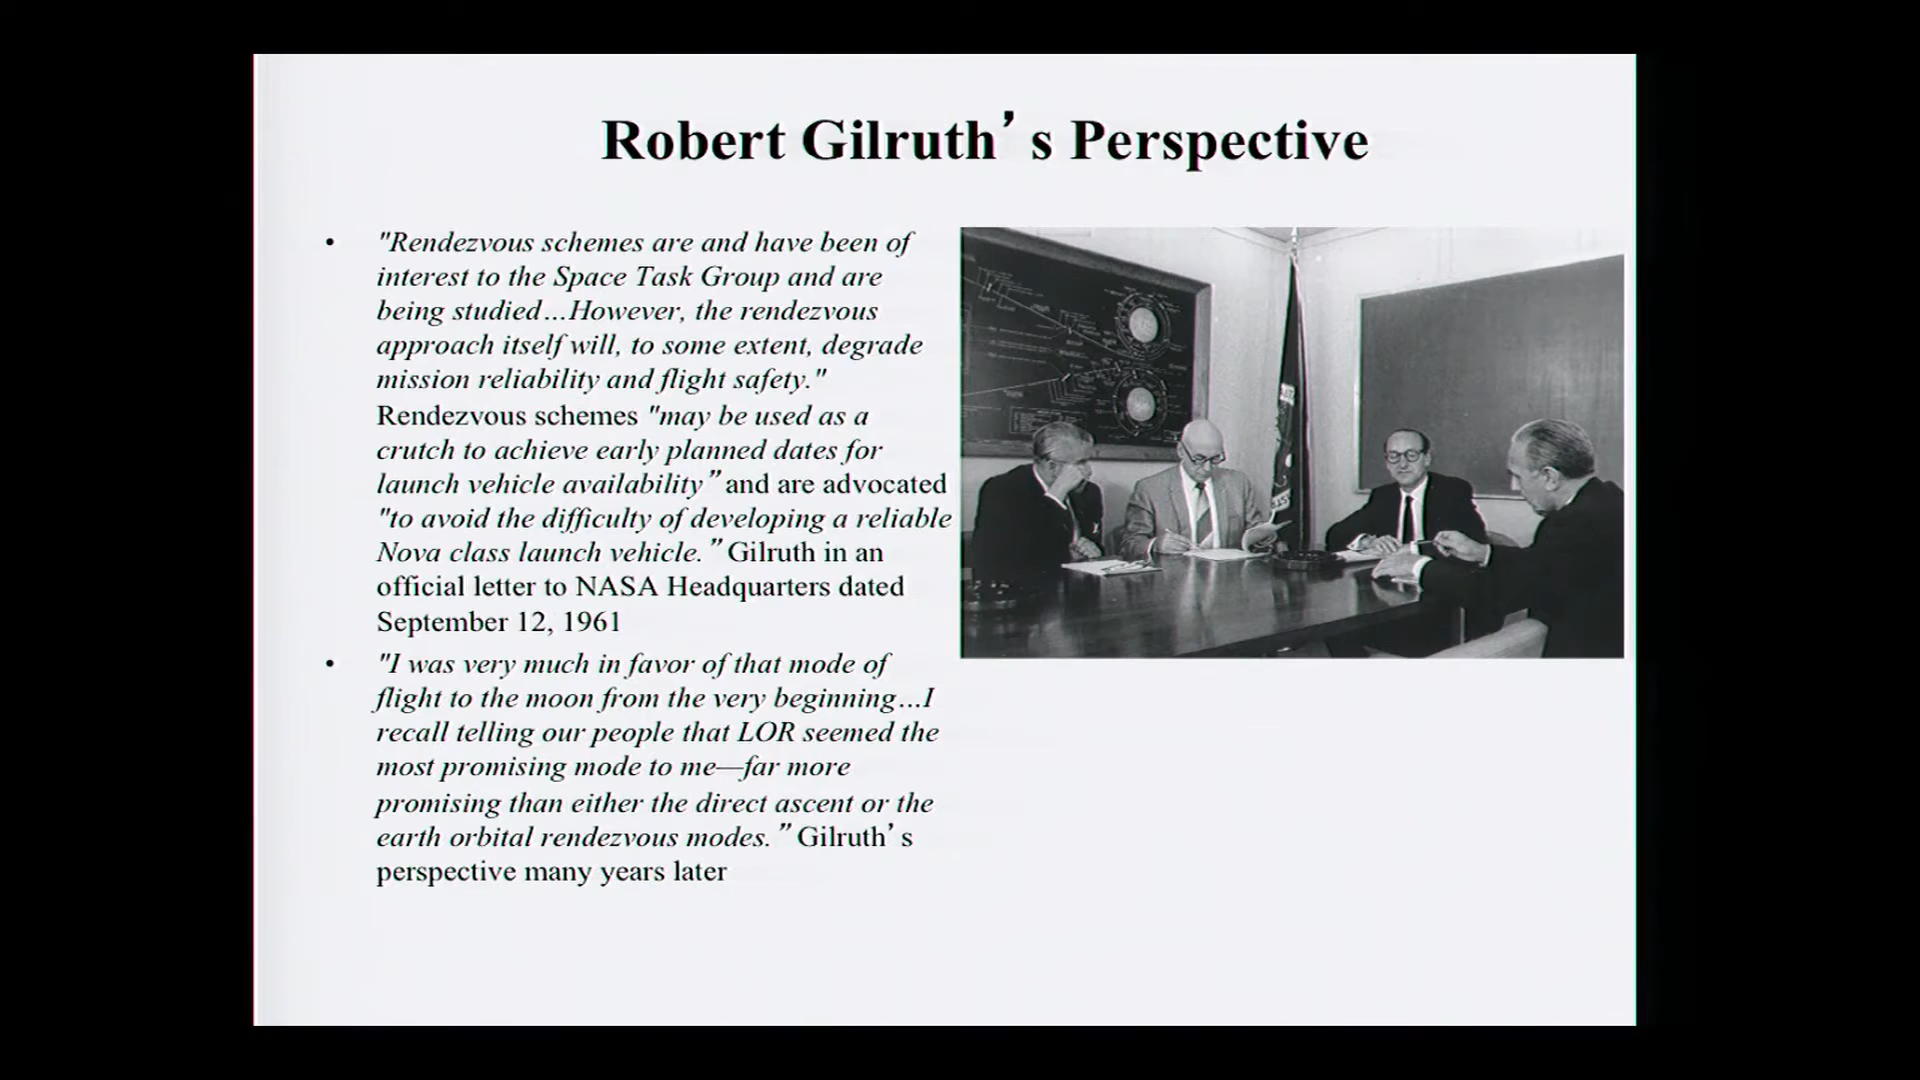 Robert Gilruth’s Perspective
• "Rendezvous schemes are and have been of
interest to the Space Task Group and are
being studied…However, the rendezvous
approach itself will, to some extent, degrade
mission reliability and flight safety."
Rendezvous schemes "may be used as a
crutch to achieve early planned dates for
launch vehicle availability” and are advocated
"to avoid the difficulty of developing a reliable
Nova class launch vehicle.” Gilruth in an
official letter to NASA Headquarters dated
September 12, 1961
• "I was very much in favor of that mode of
flight to the moon from the very beginning…I
recall telling our people that LOR seemed the
most promising mode to me—far more
promising than either the direct ascent or the
earth orbital rendezvous modes.” Gilruth’s
perspective many years later